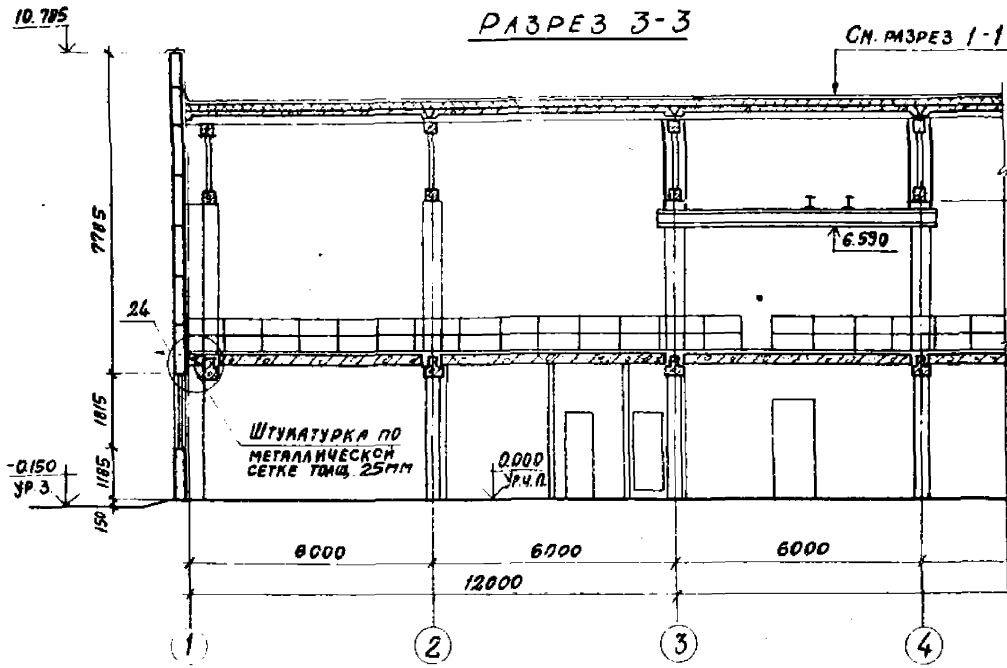 РАЗРЕЗ 3-3
10.785
СМ. РАЗРЕЗ 1-1
7785
6.590
24
1815
ШТУКАТУРКА ПО
МЕТАЛЛИЧЕСКОЙ
СЕТКЕ ТОЛЩ. 25ММ
-0.150
УР. З.
1185
0.000
УР.Ч.П.
150
6000
6000
6000
12000
1
2
3
4